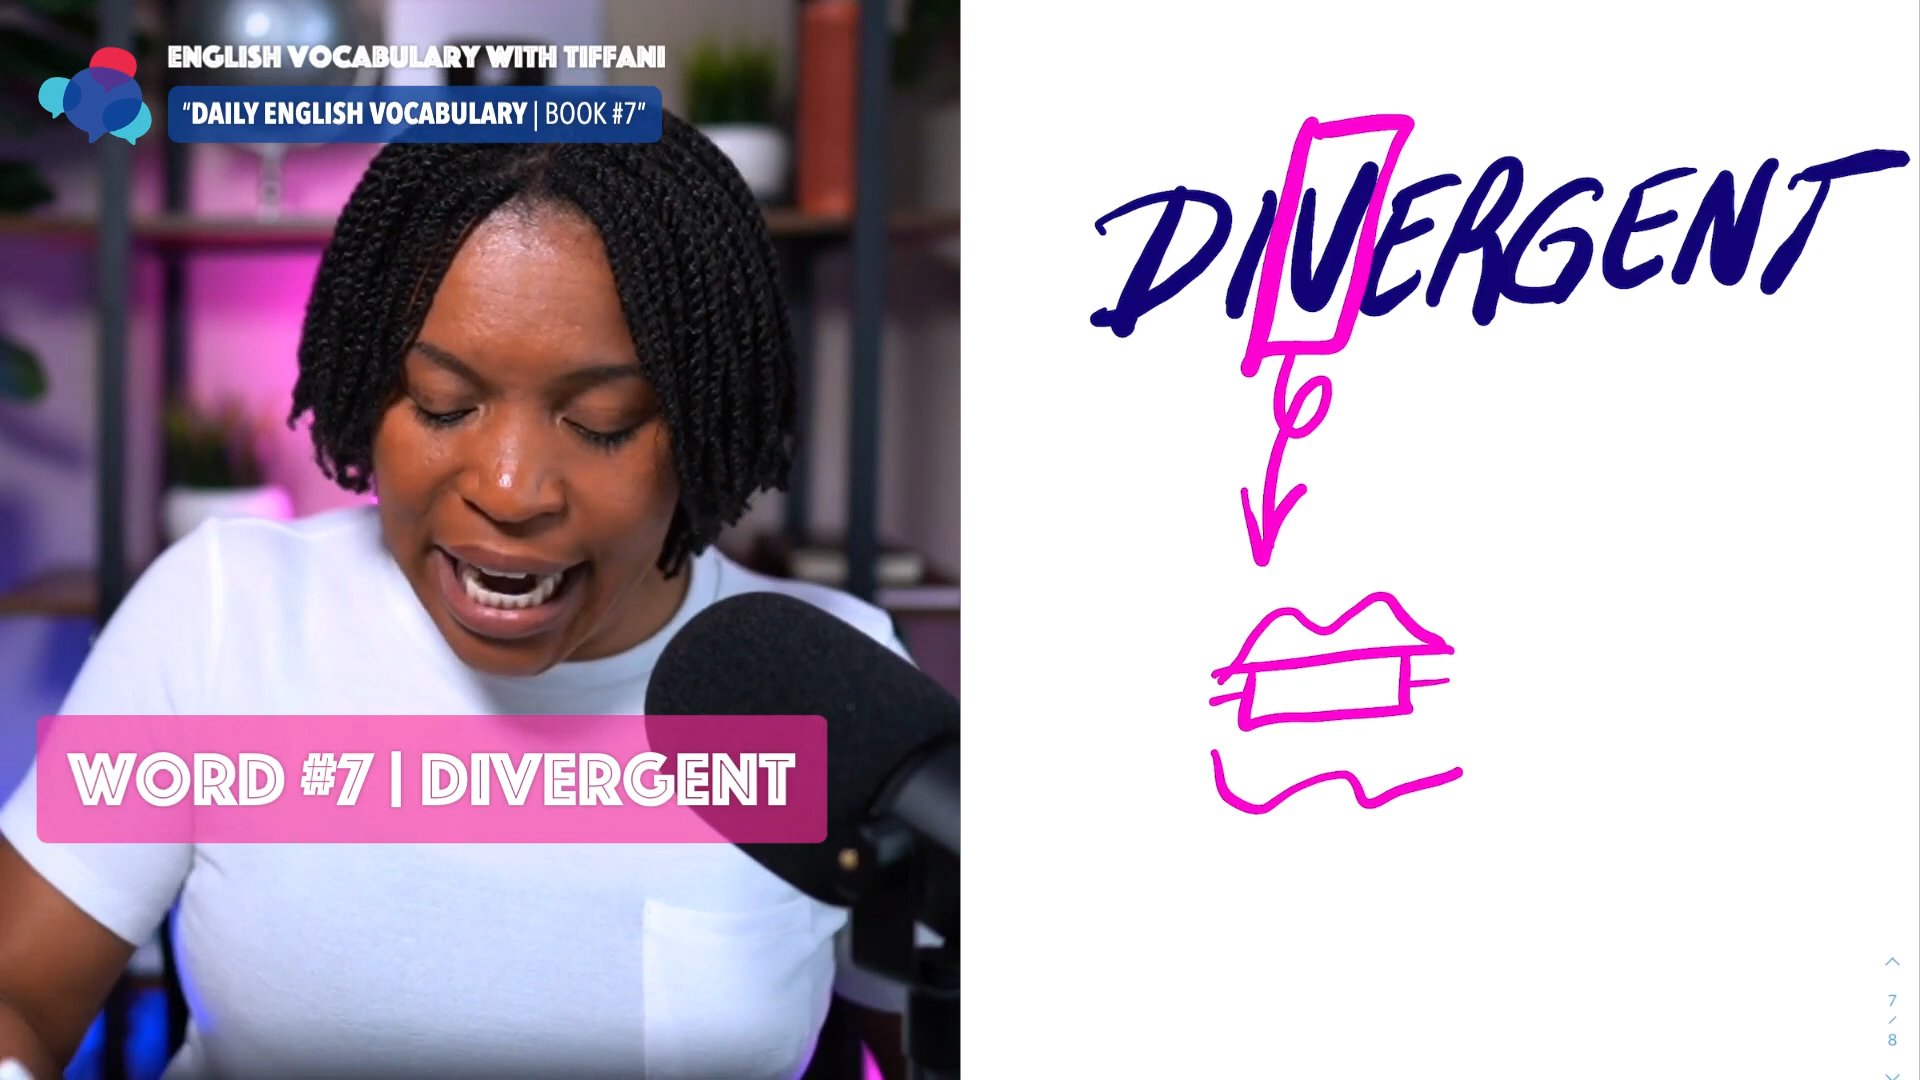 ENGLISH VOCABULARY WITH TIFFANI
"DAILY ENGLISH VOCABULARY | BOOK #7"
WORD #7 | DIVERGENT
DIVERGENT
7
/
8